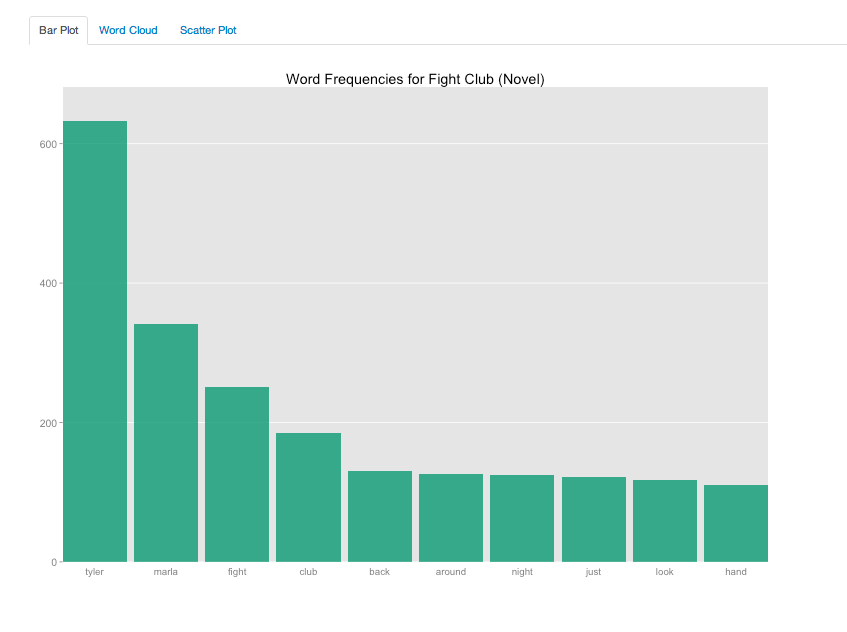 Bar Plot Word Cloud Scatter Plot
Word Frequencies for Fight Club (Novel)
600
400
200
0
tyler marla fight club back around night just look hand